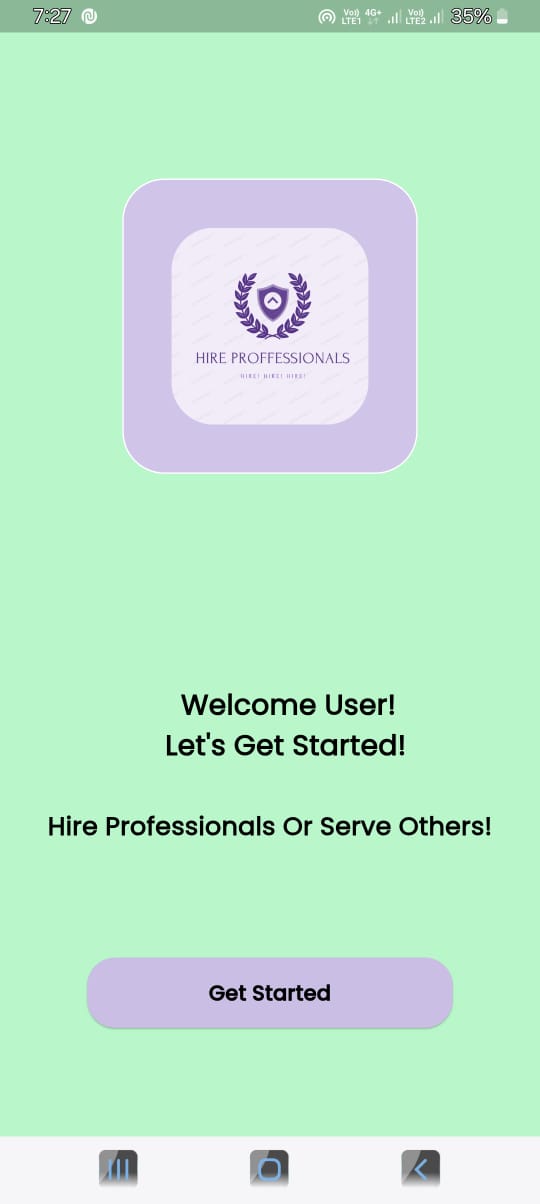 7:27 Vo) LTE1 4G+ Vo) LTE2 35%
HIRE PROFFESSIONALS
HIRE! HIRE! HIRE!
Welcome User!
Let's Get Started!
Hire Professionals Or Serve Others!
Get Started